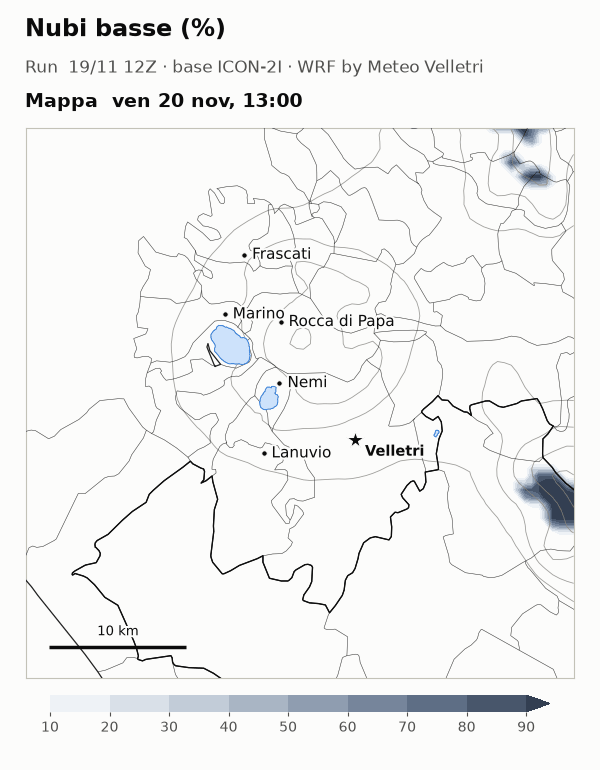 Nubi basse (%)
Run 19/11 12Z · base ICON-2I · WRF by Meteo Velletri
Mappa ven 20 nov, 13:00
Frascati
Marino
Rocca di Papa
Nemi
Velletri
Lanuvio
10 km
10 20 30 40 50 60 70 80 90